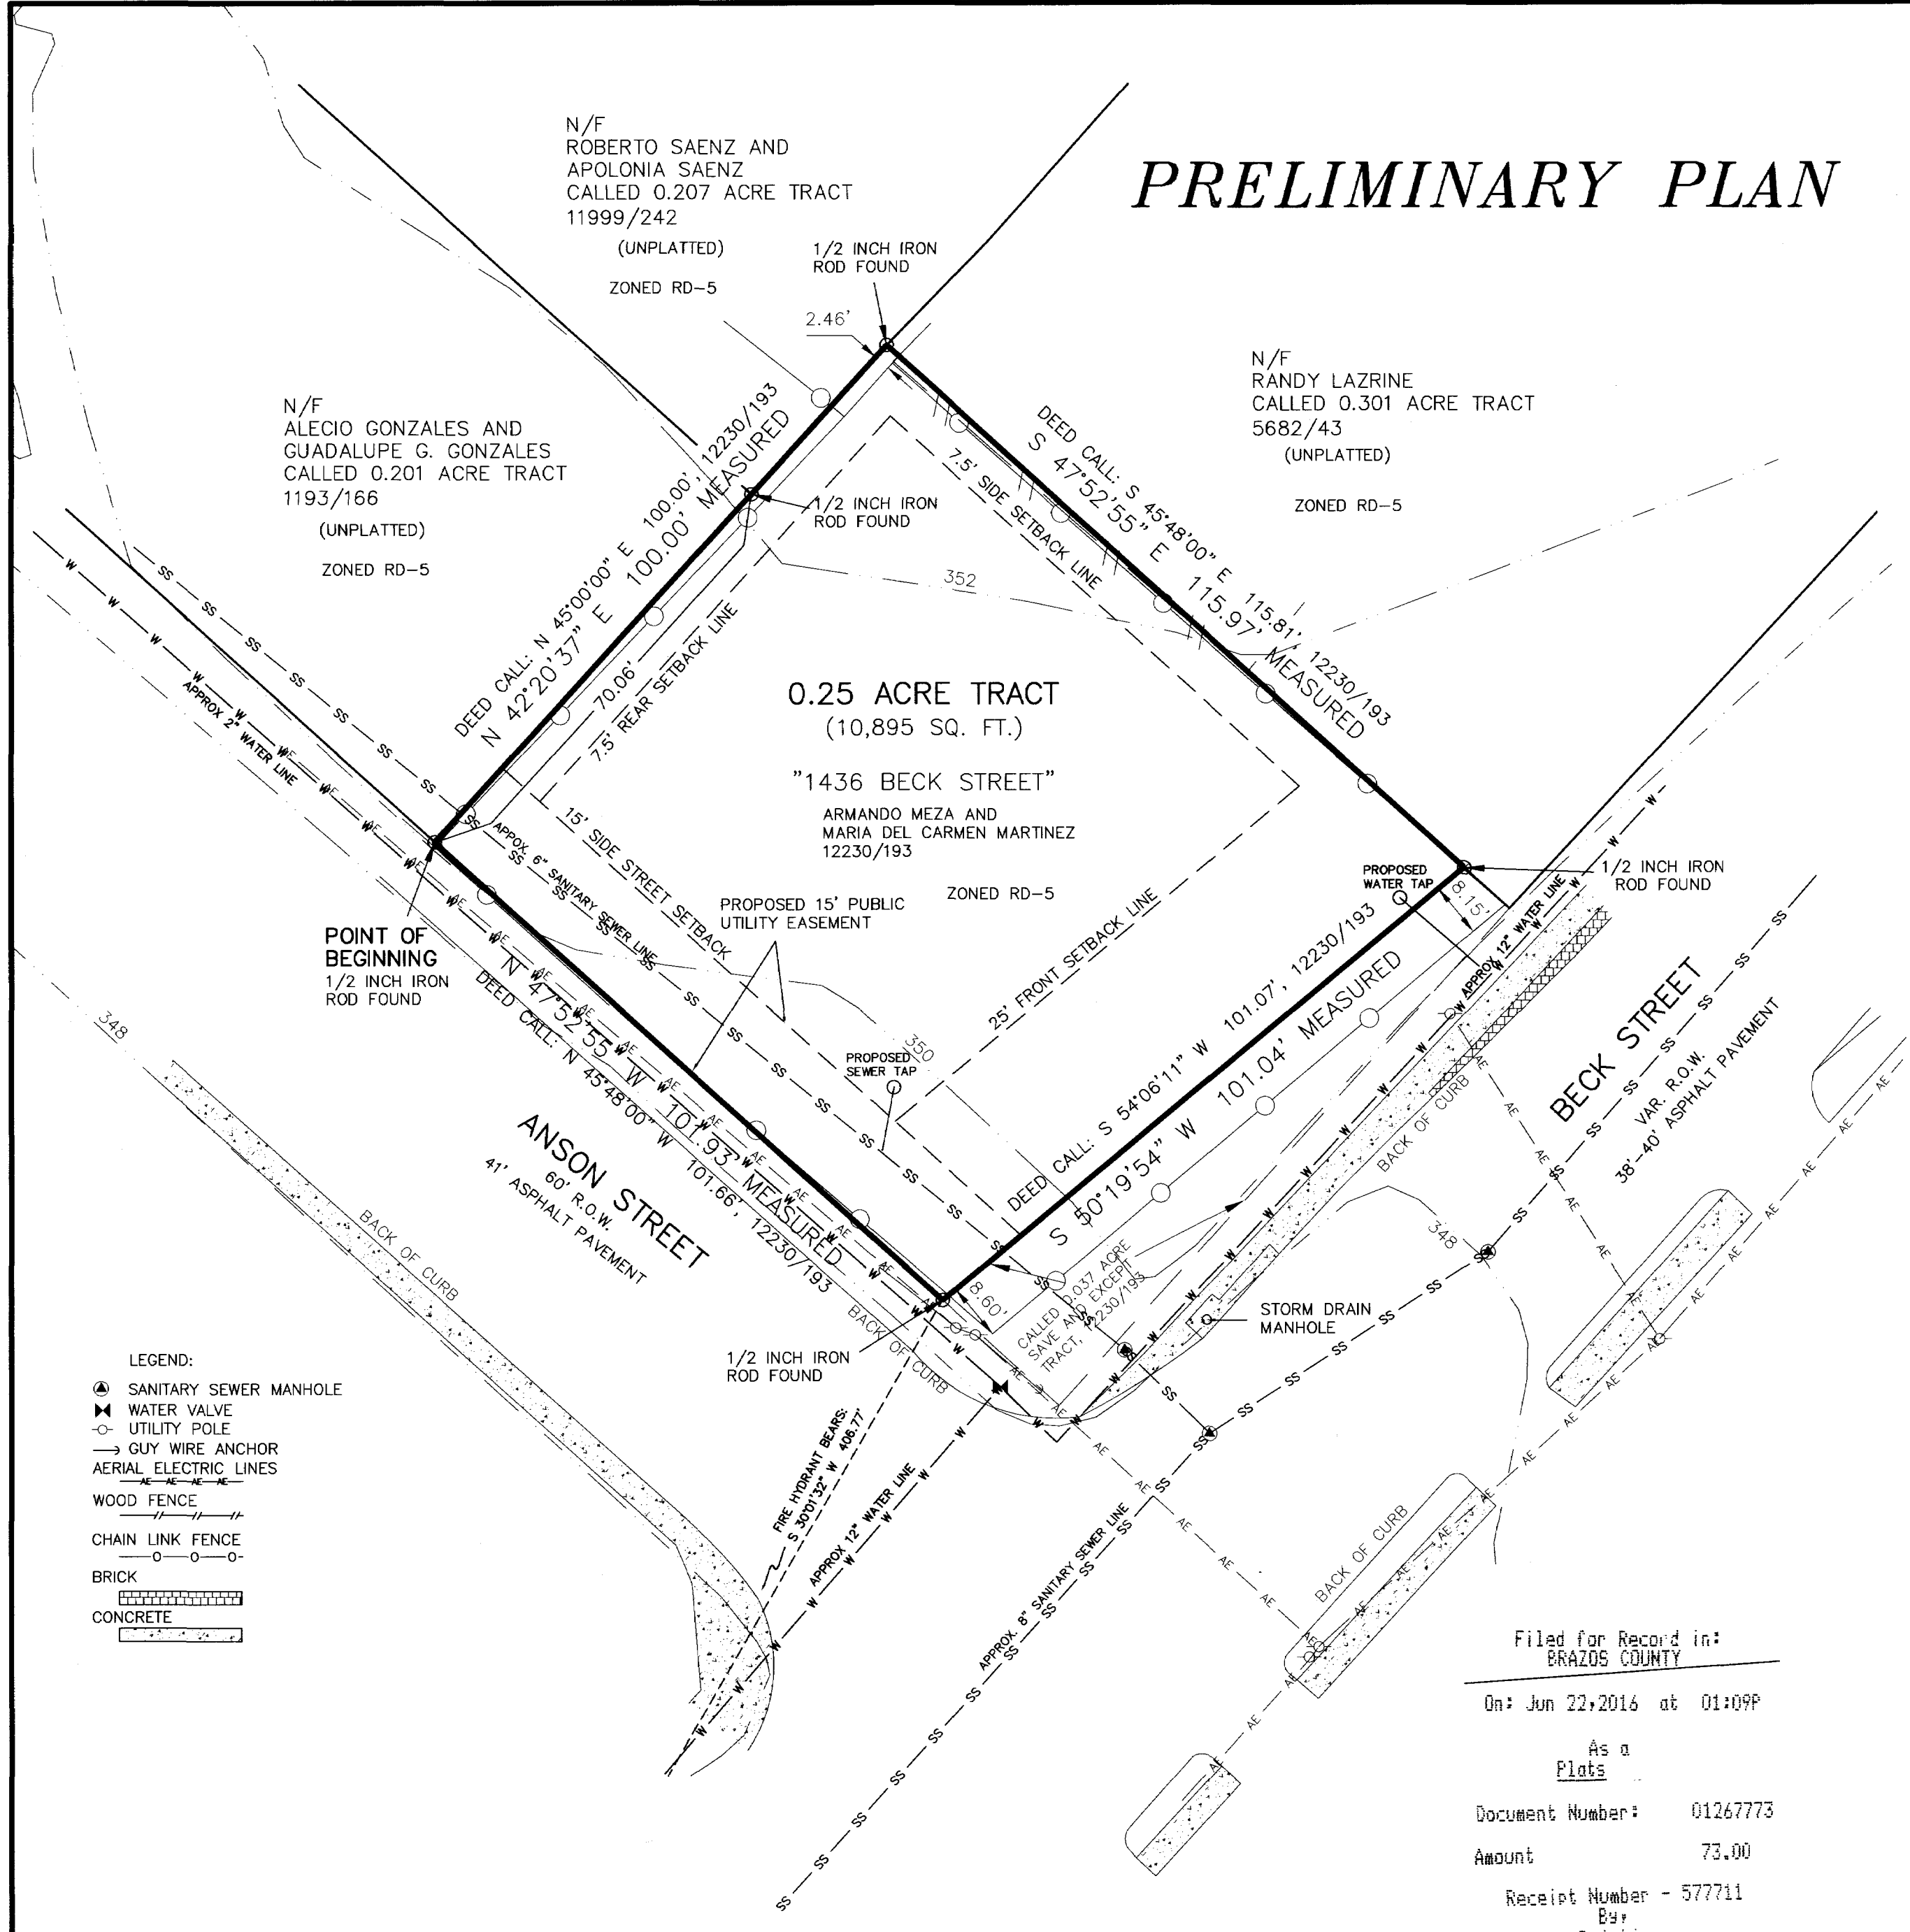 PRELIMINARY PLAN
N/F
ROBERTO SAENZ AND
APOLONIA SAENZ
CALLED 0.207 ACRE TRACT
11999/242
(UNPLATTED)
ZONED RD-5
1/2 INCH IRON
ROD FOUND
2.46'
N/F
RANDY LAZRINE
CALLED 0.301 ACRE TRACT
5682/43
(UNPLATTED)
ZONED RD-5
N/F
ALECIO GONZALES AND
GUADALUPE G. GONZALES
CALLED 0.201 ACRE TRACT
1193/166
(UNPLATTED)
ZONED RD-5
DEED CALL: N 45°00'00" E 100.00', 12230/193
N 42°20'37" E 100.00' MEASURED
1/2 INCH IRON
ROD FOUND
DEED CALL: S 45°48'00" E 115.81', 12230/193
S 47°52'55" E 115.97' MEASURED
7.5' SIDE SETBACK LINE
352
70.06'
7.5' REAR SETBACK LINE
0.25 ACRE TRACT
(10,895 SQ. FT.)
"1436 BECK STREET"
ARMANDO MEZA AND
MARIA DEL CARMEN MARTINEZ
12230/193
ZONED RD-5
APPROX 2" WATER LINE
APPOX. 6" SANITARY SEWER LINE
15' SIDE STREET SETBACK
PROPOSED 15' PUBLIC
UTILITY EASEMENT
25' FRONT SETBACK LINE
PROPOSED
WATER TAP
8.15'
1/2 INCH IRON
ROD FOUND
APPROX 12" WATER LINE
POINT OF
BEGINNING
1/2 INCH IRON
ROD FOUND
348
N 47°52'55" W 101.93' MEASURED
DEED CALL: N 45°48'00" W 101.66', 12230/193
350
PROPOSED
SEWER TAP
DEED CALL: S 54°06'11" W 101.07', 12230/193
S 50°19'54" W 101.04' MEASURED
BACK OF CURB
BECK STREET
VAR. R.O.W.
38'-40' ASPHALT PAVEMENT
ANSON STREET
60' R.O.W.
41' ASPHALT PAVEMENT
BACK OF CURB
BACK OF CURB
8.60'
CALLED 0.037 ACRE
SAVE AND EXCEPT
TRACT, 12230/193
348
STORM DRAIN
MANHOLE
1/2 INCH IRON
ROD FOUND
FIRE HYDRANT BEARS:
S 30°01'32" W 406.77'
APPROX 12" WATER LINE
APPROX. 8" SANITARY SEWER LINE
BACK OF CURB
LEGEND:
SANITARY SEWER MANHOLE
WATER VALVE
UTILITY POLE
GUY WIRE ANCHOR
AERIAL ELECTRIC LINES
AE AE AE AE
WOOD FENCE
CHAIN LINK FENCE
BRICK
CONCRETE
Filed for Record in:
BRAZOS COUNTY
On: Jun 22,2016 at 01:09P
As a
Plats
Document Number: 01267773
Amount 73.00
Receipt Number - 577711
By,